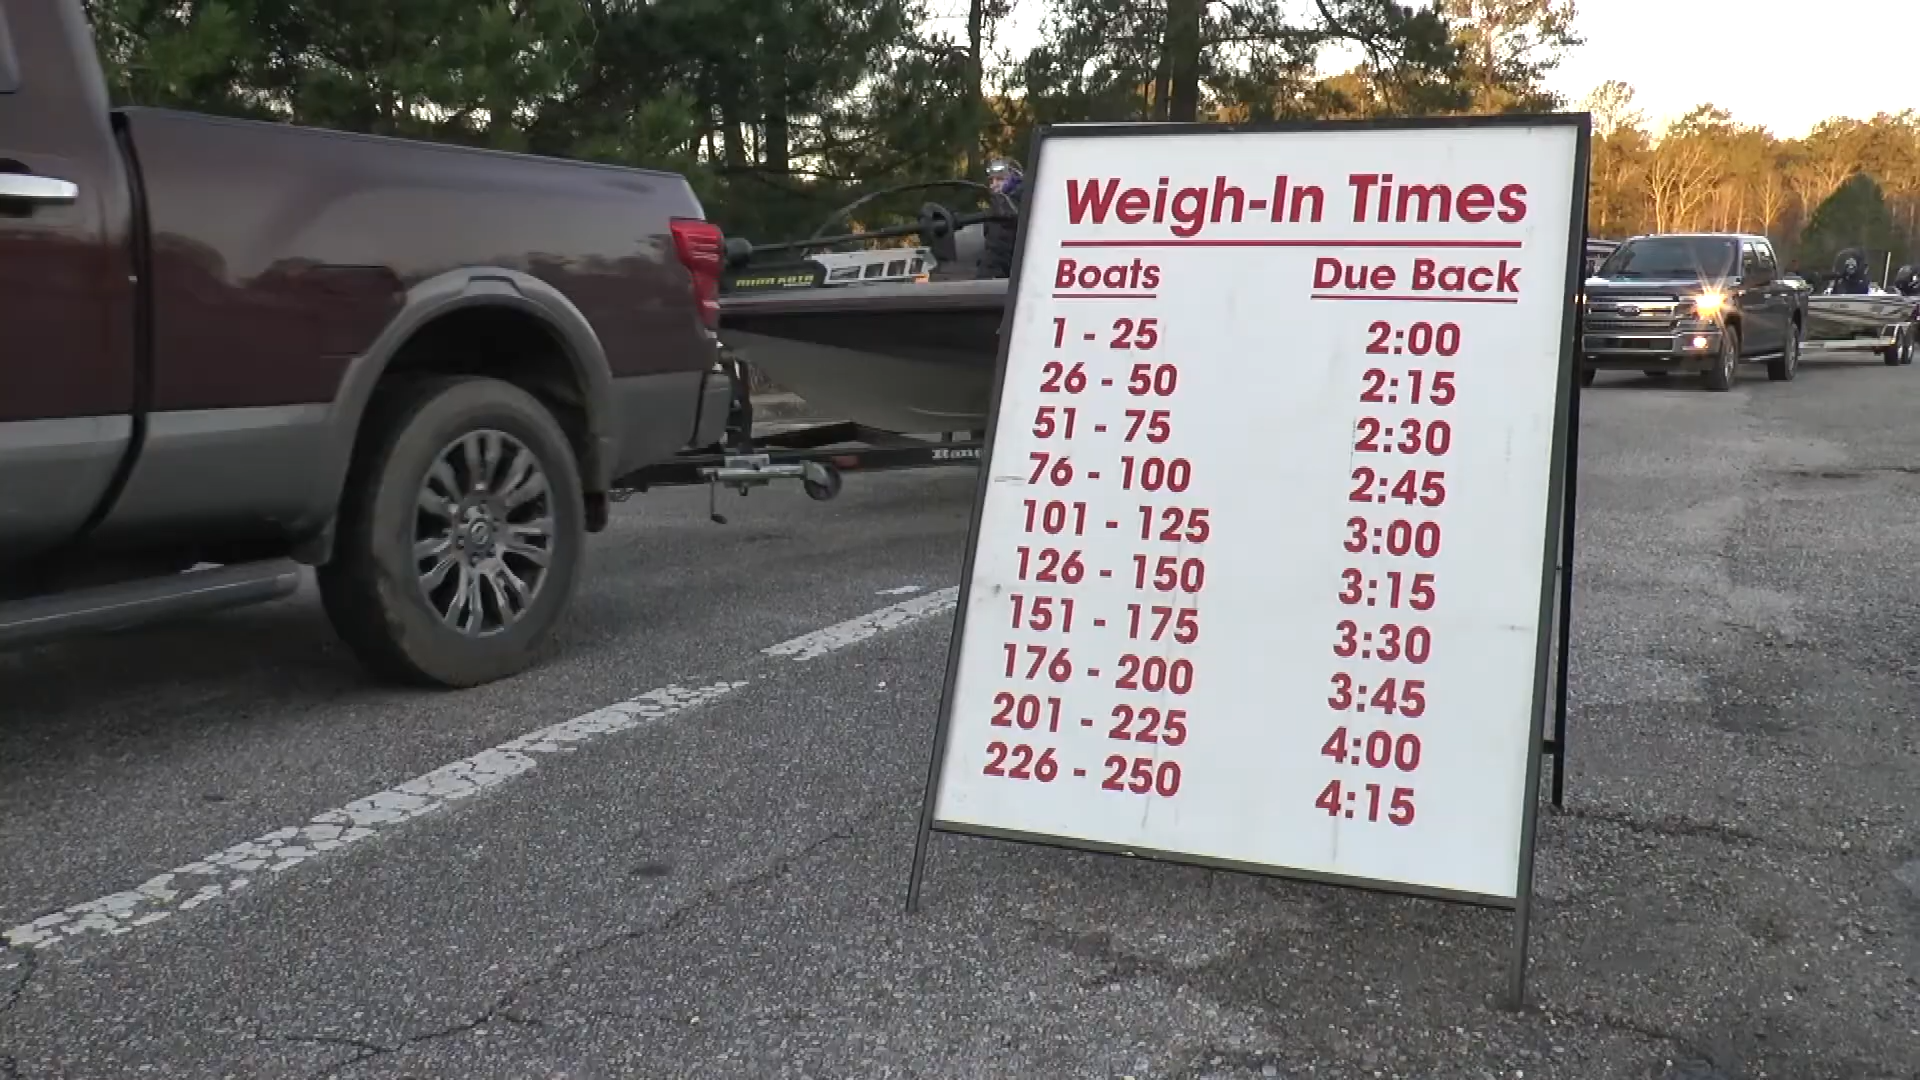 Weigh-In Times
Boats Due Back
1 - 25 2:00
26 - 50 2:15
51 - 75 2:30
76 - 100 2:45
101 - 125 3:00
126 - 150 3:15
151 - 175 3:30
176 - 200 3:45
201 - 225 4:00
226 - 250 4:15